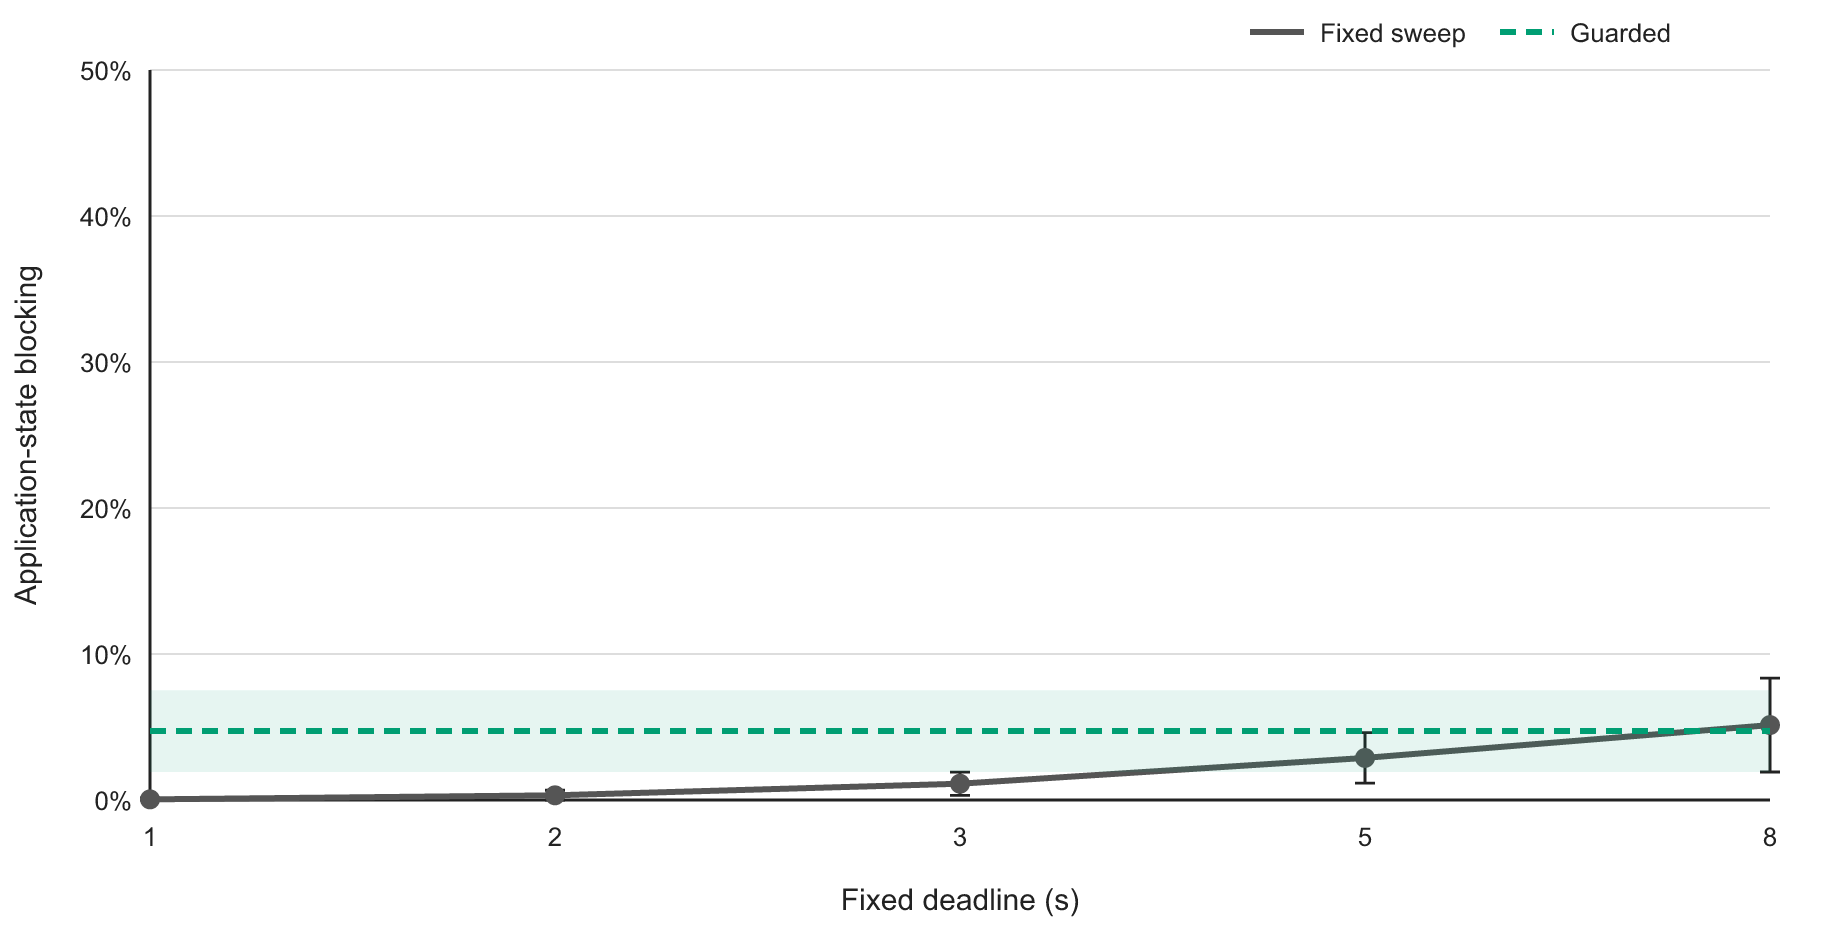 Fixed sweep
Guarded
50%
40%
30%
20%
10%
0%
Application-state blocking
1
2
3
5
8
Fixed deadline (s)